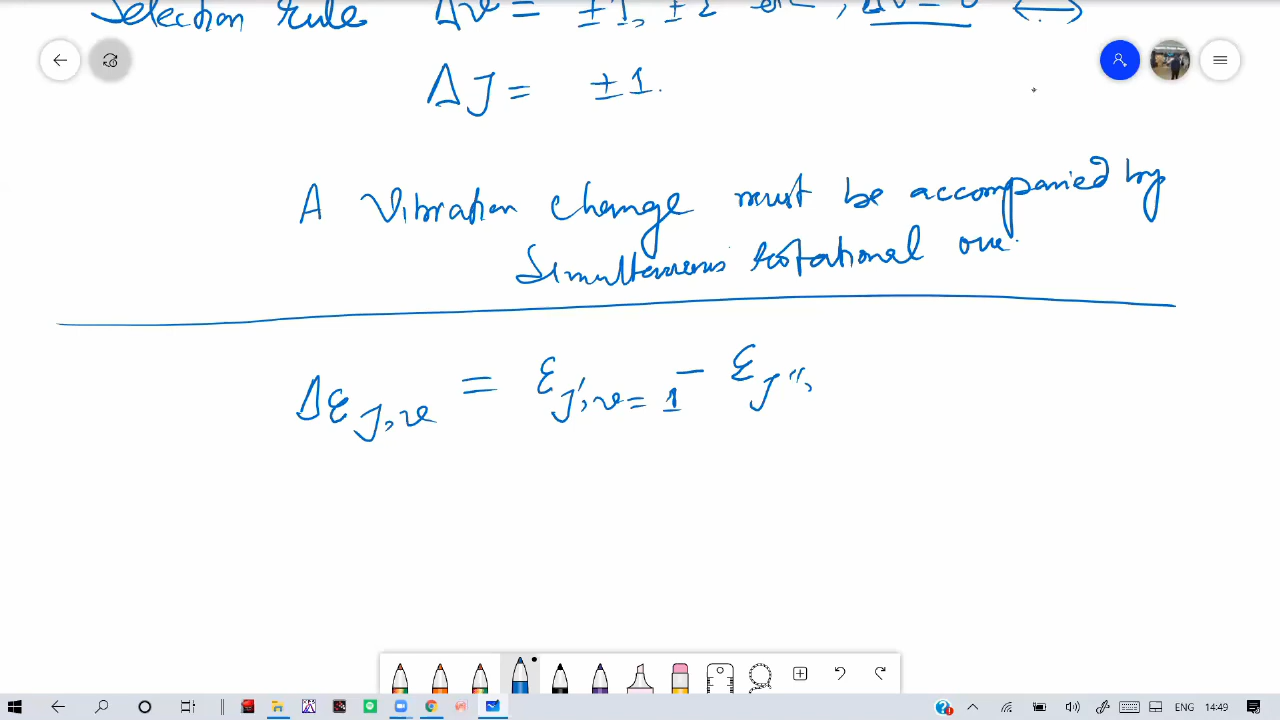 Selection rule Δv = ±1, ±2 etc, Δv = 0 ↔
ΔJ = ±1.
A Vibration change must be accompanied by
Simultaneous rotational one.
Δε J,v = ε J',v=1 − ε J'',
ENG 14:49